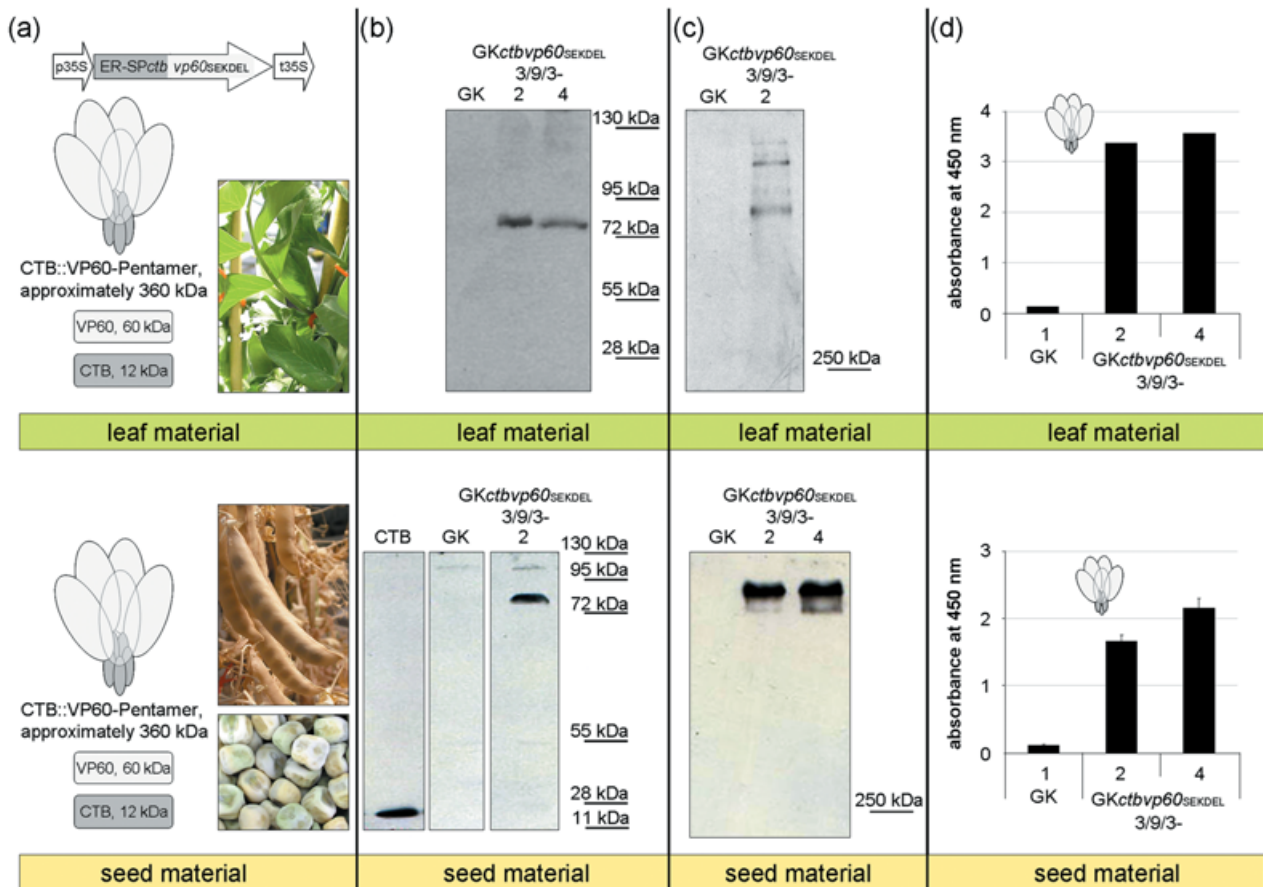 (a)
p35S
ER-SPctb vp60SEKDEL
t35S
CTB::VP60-Pentamer,
approximately 360 kDa
VP60, 60 kDa
CTB, 12 kDa
leaf material
(b)
GKctbvp60SEKDEL
3/9/3-
GK 2 4
130 kDa
95 kDa
72 kDa
55 kDa
28 kDa
leaf material
(c)
GKctbvp60SEKDEL
3/9/3-
GK 2
250 kDa
leaf material
(d)
absorbance at 450 nm
4
3
2
1
0
1 2 4
GK GKctbvp60SEKDEL
3/9/3-
leaf material
CTB::VP60-Pentamer,
approximately 360 kDa
VP60, 60 kDa
CTB, 12 kDa
seed material
GKctbvp60SEKDEL
3/9/3-
CTB GK 2
130 kDa
95 kDa
72 kDa
55 kDa
28 kDa
11 kDa
seed material
GKctbvp60SEKDEL
3/9/3-
GK 2 4
250 kDa
seed material
absorbance at 450 nm
3
2
1
0
1 2 4
GK GKctbvp60SEKDEL
3/9/3-
seed material